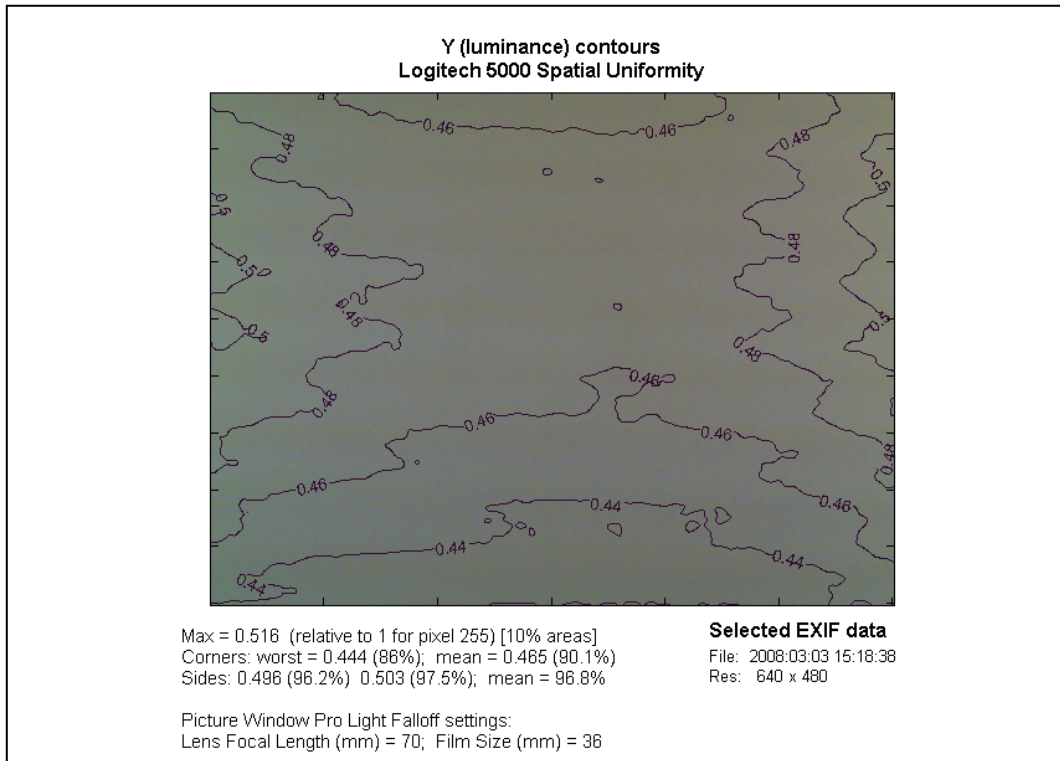 Y (luminance) contours
Logitech 5000 Spatial Uniformity
0.46
0.46
0.48
0.48
0.5
0.5
0.48
0.48
0.5
0.48
0.5
0.5
0.48
0.46
0.48
0.46
0.46
0.48
0.46
0.46
0.44
0.44
0.44
0.44
Max = 0.516 (relative to 1 for pixel 255) [10% areas]
Corners: worst = 0.444 (86%); mean = 0.465 (90.1%)
Sides: 0.496 (96.2%) 0.503 (97.5%); mean = 96.8%
Picture Window Pro Light Falloff settings:
Lens Focal Length (mm) = 70; Film Size (mm) = 36
Selected EXIF data
File: 2008:03:03 15:18:38
Res: 640 x 480